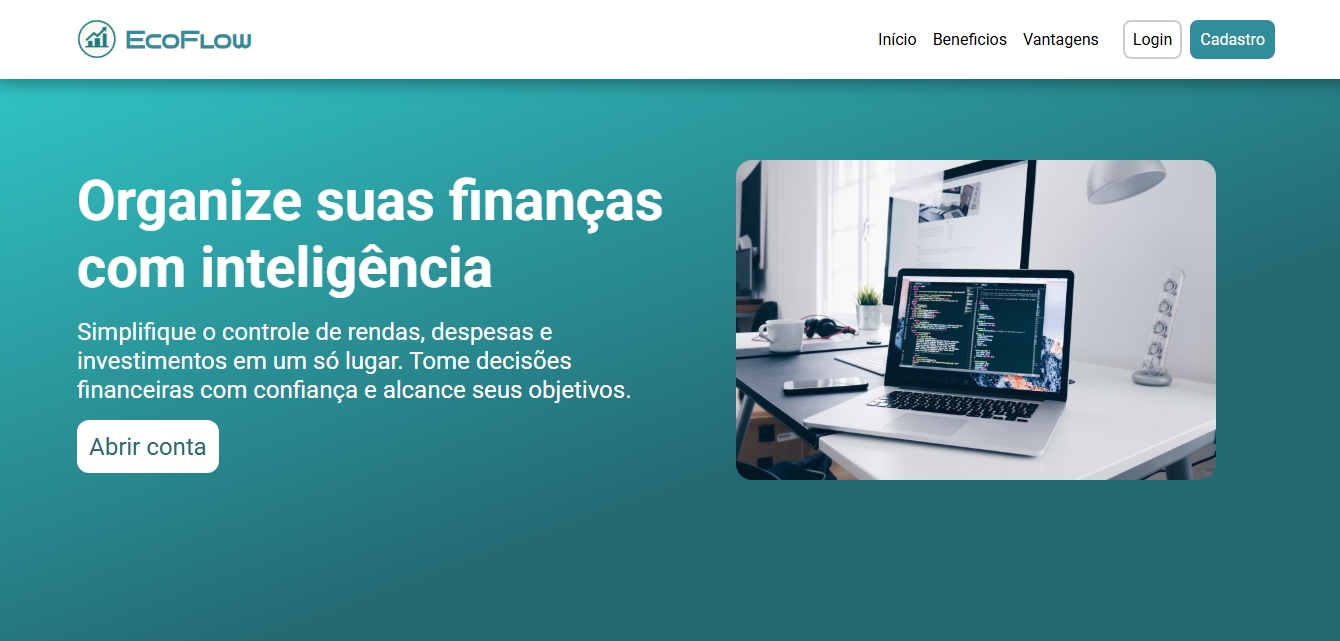 EcoFlow
Início Beneficios Vantagens Login Cadastro
Organize suas finanças
com inteligência
Simplifique o controle de rendas, despesas e
investimentos em um só lugar. Tome decisões
financeiras com confiança e alcance seus objetivos.
Abrir conta